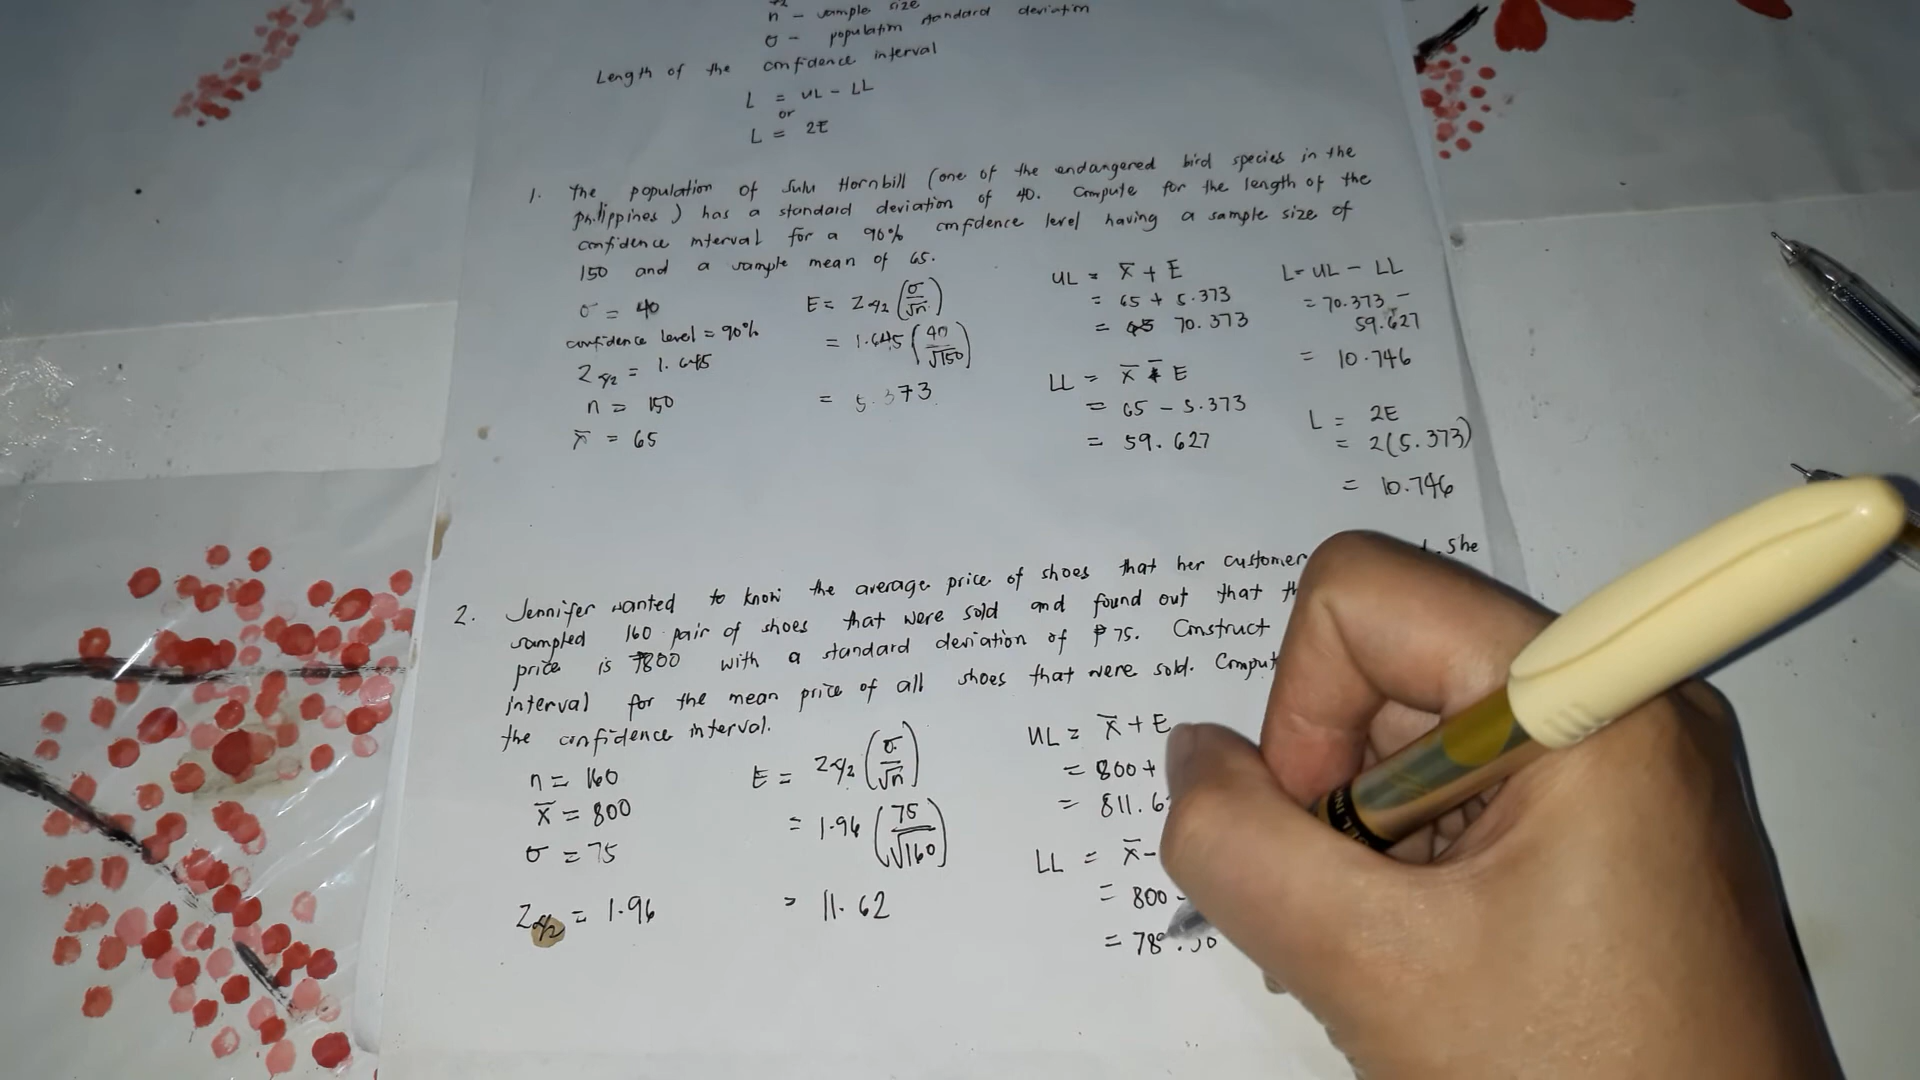 n - sample size
σ - population standard deviation
Length of the confidence interval
L = UL - LL
or
L = 2E
1. The population of Sulu Hornbill (one of the endangered bird species in the
Philippines) has a standard deviation of 40. Compute for the length of the
confidence interval for a 90% confidence level having a sample size of
150 and a sample mean of 65.
σ = 40
confidence level = 90%
Zα/2 = 1.645
n = 150
x̄ = 65
E = Zα/2 (σ/√n)
= 1.645 (40/√150)
= 5.373
UL = x̄ + E
= 65 + 5.373
= 70.373
LL = x̄ - E
= 65 - 5.373
= 59.627
L = UL - LL
= 70.373 -
59.627
= 10.746
L = 2E
= 2(5.373)
= 10.746
2. Jennifer wanted to know the average price of shoes that her customer She
sampled 160 pair of shoes that were sold and found out that
price is ₱800 with a standard deviation of ₱75. Construct
interval for the mean price of all shoes that were sold.
the confidence interval.
n = 160
x̄ = 800
σ = 75
Zα/2 = 1.96
E = Zα/2 (σ/√n)
= 1.96 (75/√160)
= 11.62
UL = x̄ + E
= 800 +
= 811.6
LL = x̄ -
= 800 -